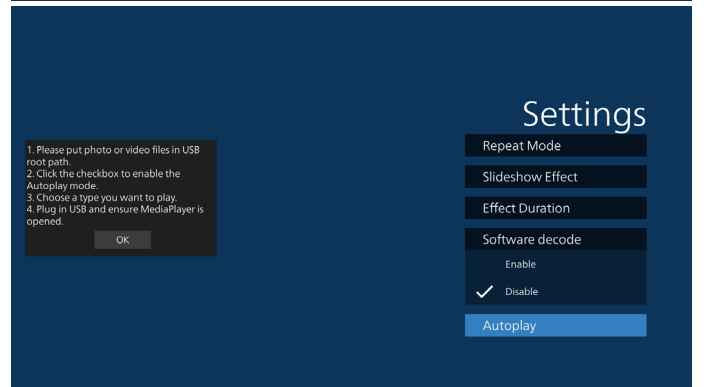 Settings
1. Please put photo or video files in USB
root path.
2. Click the checkbox to enable the
Autoplay mode.
3. Choose a type you want to play.
4. Plug in USB and ensure MediaPlayer is
opened.
OK
Repeat Mode
Slideshow Effect
Effect Duration
Software decode
Enable
Disable
Autoplay